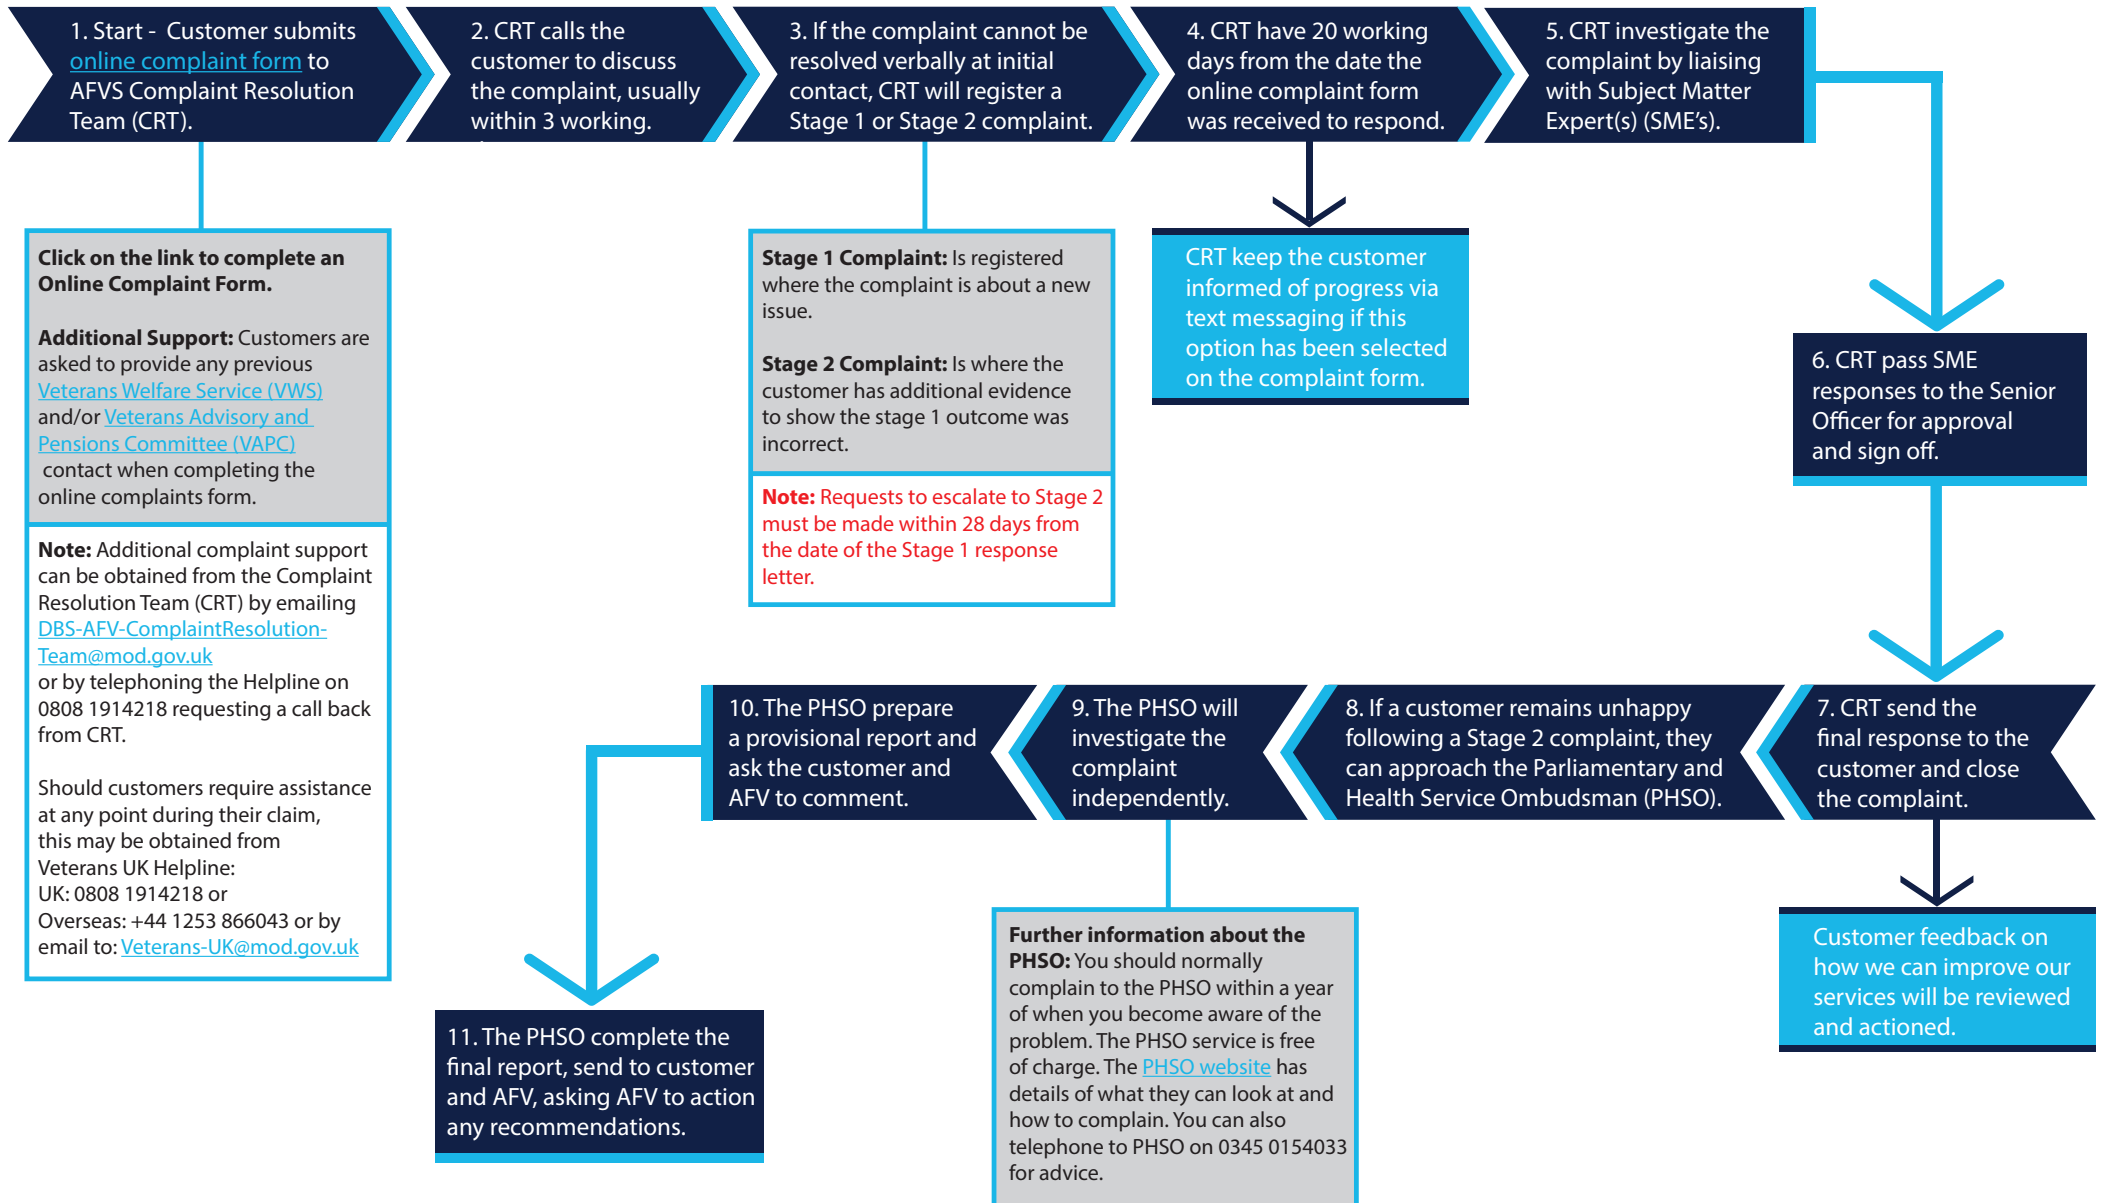 1. Start -  Customer submits
online complaint form to
AFVS Complaint Resolution
Team (CRT).
2. CRT calls the
customer to discuss
the complaint, usually
within 3 working.
3. If the complaint cannot be
resolved verbally at initial
contact, CRT will register a
Stage 1 or Stage 2 complaint.
4. CRT have 20 working
days from the date the
online complaint form
was received to respond.
5. CRT investigate the
complaint by liaising
with Subject Matter
Expert(s) (SME's).
Click on the link to complete an
Online Complaint Form.
Additional Support: Customers are
asked to provide any previous
Veterans Welfare Service (VWS)
and/or Veterans Advisory and
Pensions Committee (VAPC)
contact when completing the
online complaints form.
Note: Additional complaint support
can be obtained from the Complaint
Resolution Team (CRT) by emailing
DBS-AFV-ComplaintResolution-
Team@mod.gov.uk
or by telephoning the Helpline on
0808 1914218 requesting a call back
from CRT.
Should customers require assistance
at any point during their claim,
this may be obtained from
Veterans UK Helpline:
UK: 0808 1914218 or
Overseas: +44 1253 866043 or by
email to: Veterans-UK@mod.gov.uk
Stage 1 Complaint: Is registered
where the complaint is about a new
issue.
Stage 2 Complaint: Is where the
customer has additional evidence
to show the stage 1 outcome was
incorrect.
Note: Requests to escalate to Stage 2
must be made within 28 days from
the date of the Stage 1 response
letter.
CRT keep the customer
informed of progress via
text messaging if this
option has been selected
on the complaint form.
6. CRT pass SME
responses to the Senior
Officer for approval
and sign off.
7. CRT send the
final response to the
customer and close
the complaint.
8. If a customer remains unhappy
following a Stage 2 complaint, they
can approach the Parliamentary and
Health Service Ombudsman (PHSO).
9. The PHSO will
investigate the
complaint
independently.
10. The PHSO prepare
a provisional report and
ask the customer and
AFV to comment.
Customer feedback on
how we can improve our
services will be reviewed
and actioned.
Further information about the
PHSO: You should normally
complain to the PHSO within a year
of when you become aware of the
problem. The PHSO service is free
of charge. The PHSO website has
details of what they can look at and
how to complain. You can also
telephone to PHSO on 0345 0154033
for advice.
11. The PHSO complete the
final report, send to customer
and AFV, asking AFV to action
any recommendations.